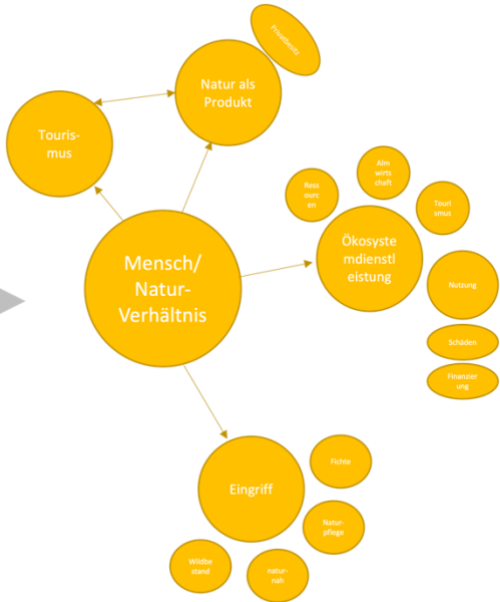 Privatbesitz
Natur als
Produkt
Touris-
mus
Alm
wirts
chaft
Ress
ourc
en
Touri
smus
Ökosyste
mdienstl
eistung
Mensch/
Natur-
Verhältnis
Nutzung
Schäden
Finanzier
ung
Fichte
Eingriff
Natur-
pflege
Wildbe
stand
natur-
nah